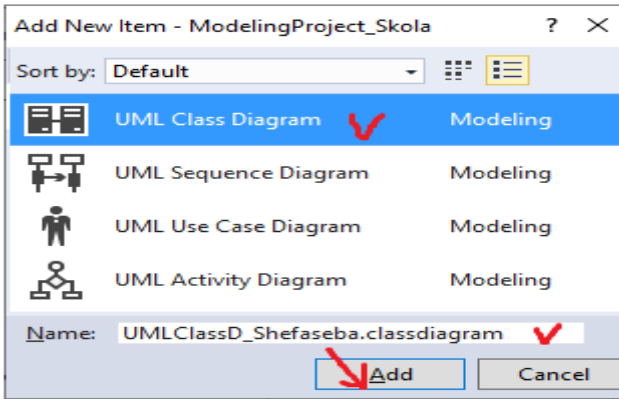 Add New Item - ModelingProject_Skola ? ✕
Sort by: Default
UML Class Diagram Modeling
UML Sequence Diagram Modeling
UML Use Case Diagram Modeling
UML Activity Diagram Modeling
Name: UMLClassD_Shefaseba.classdiagram
Add Cancel